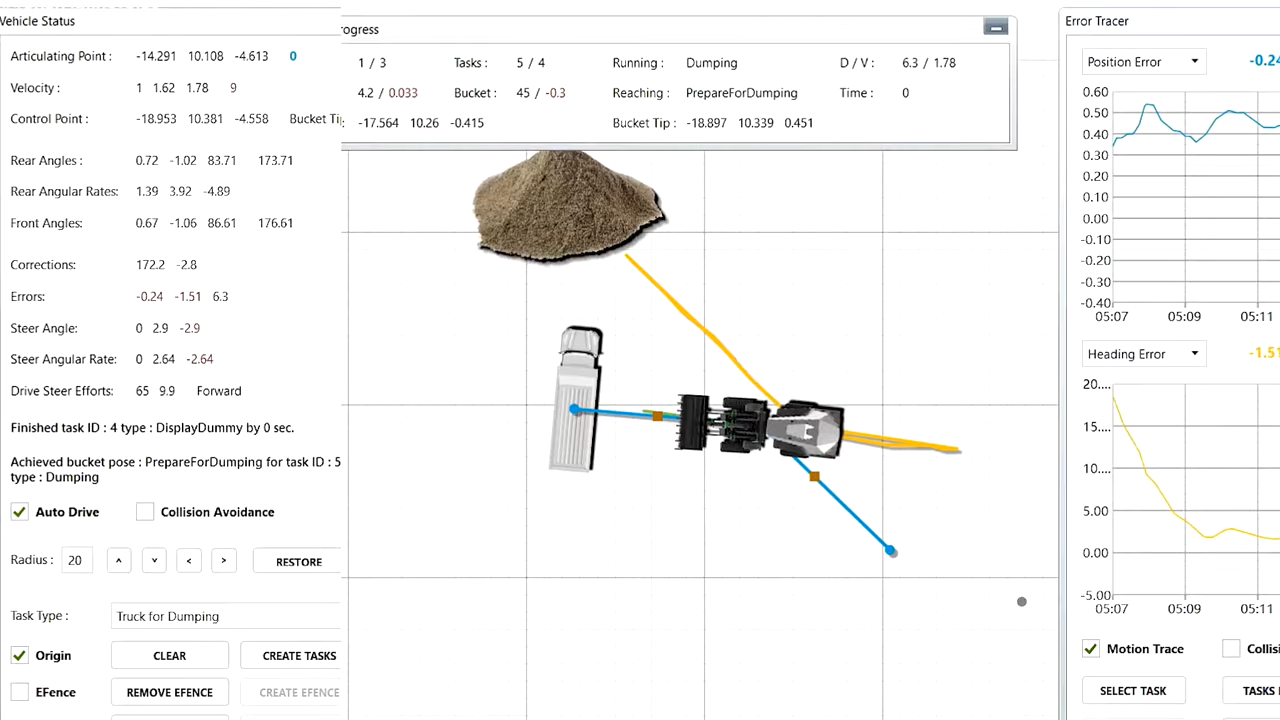 Vehicle Status
Articulating Point : -14.291 10.108 -4.613 0
Velocity : 1 1.62 1.78 9
Control Point : -18.953 10.381 -4.558 Bucket Tip
Rear Angles : 0.72 -1.02 83.71 173.71
Rear Angular Rates: 1.39 3.92 -4.89
Front Angles: 0.67 -1.06 86.61 176.61
Corrections: 172.2 -2.8
Errors: -0.24 -1.51 6.3
Steer Angle: 0 2.9 -2.9
Steer Angular Rate: 0 2.64 -2.64
Drive Steer Efforts: 65 9.9 Forward
Finished task ID : 4 type : DisplayDummy by 0 sec.
Achieved bucket pose : PrepareForDumping for task ID : 5
type : Dumping
Auto Drive Collision Avoidance
Radius : 20 ^ v < > RESTORE
Task Type : Truck for Dumping
Origin CLEAR CREATE TASKS
EFence REMOVE EFENCE CREATE EFENCE
ogress
1 / 3 Tasks : 5 / 4 Running : Dumping D / V : 6.3 / 1.78
4.2 / 0.033 Bucket : 45 / -0.3 Reaching : PrepareForDumping Time : 0
-17.564 10.26 -0.415 Bucket Tip : -18.897 10.339 0.451
Error Tracer
Position Error -0.24
0.60
0.50
0.40
0.30
0.20
0.10
0.00
-0.10
-0.20
-0.30
-0.40
05:07 05:09 05:11
Heading Error -1.51
20....
15....
10....
5.00
0.00
-5.00
05:07 05:09 05:11
Motion Trace Collisi
SELECT TASK TASKS